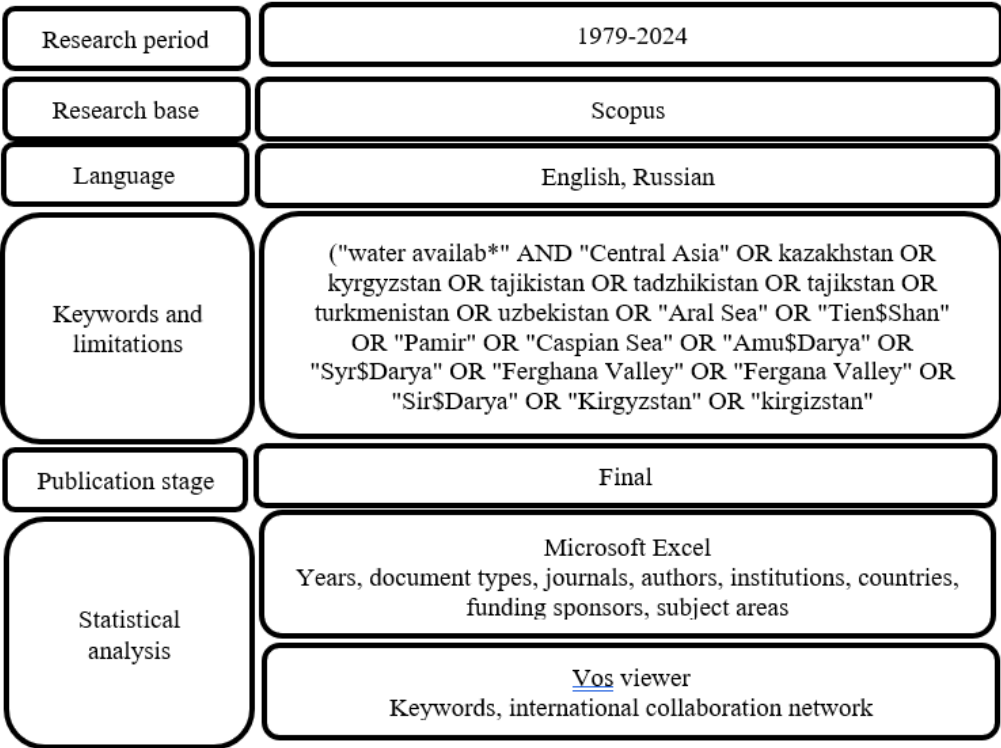 Research period
1979-2024
Research base
Scopus
Language
English, Russian
Keywords and
limitations
("water availab*" AND "Central Asia" OR kazakhstan OR
kyrgyzstan OR tajikistan OR tadzhikistan OR tajikstan OR
turkmenistan OR uzbekistan OR "Aral Sea" OR "Tien$Shan"
OR "Pamir" OR "Caspian Sea" OR "Amu$Darya" OR
"Syr$Darya" OR "Ferghana Valley" OR "Fergana Valley" OR
"Sir$Darya" OR "Kirgyzstan" OR "kirgizstan"
Publication stage
Final
Statistical
analysis
Microsoft Excel
Years, document types, journals, authors, institutions, countries,
funding sponsors, subject areas
Vos viewer
Keywords, international collaboration network